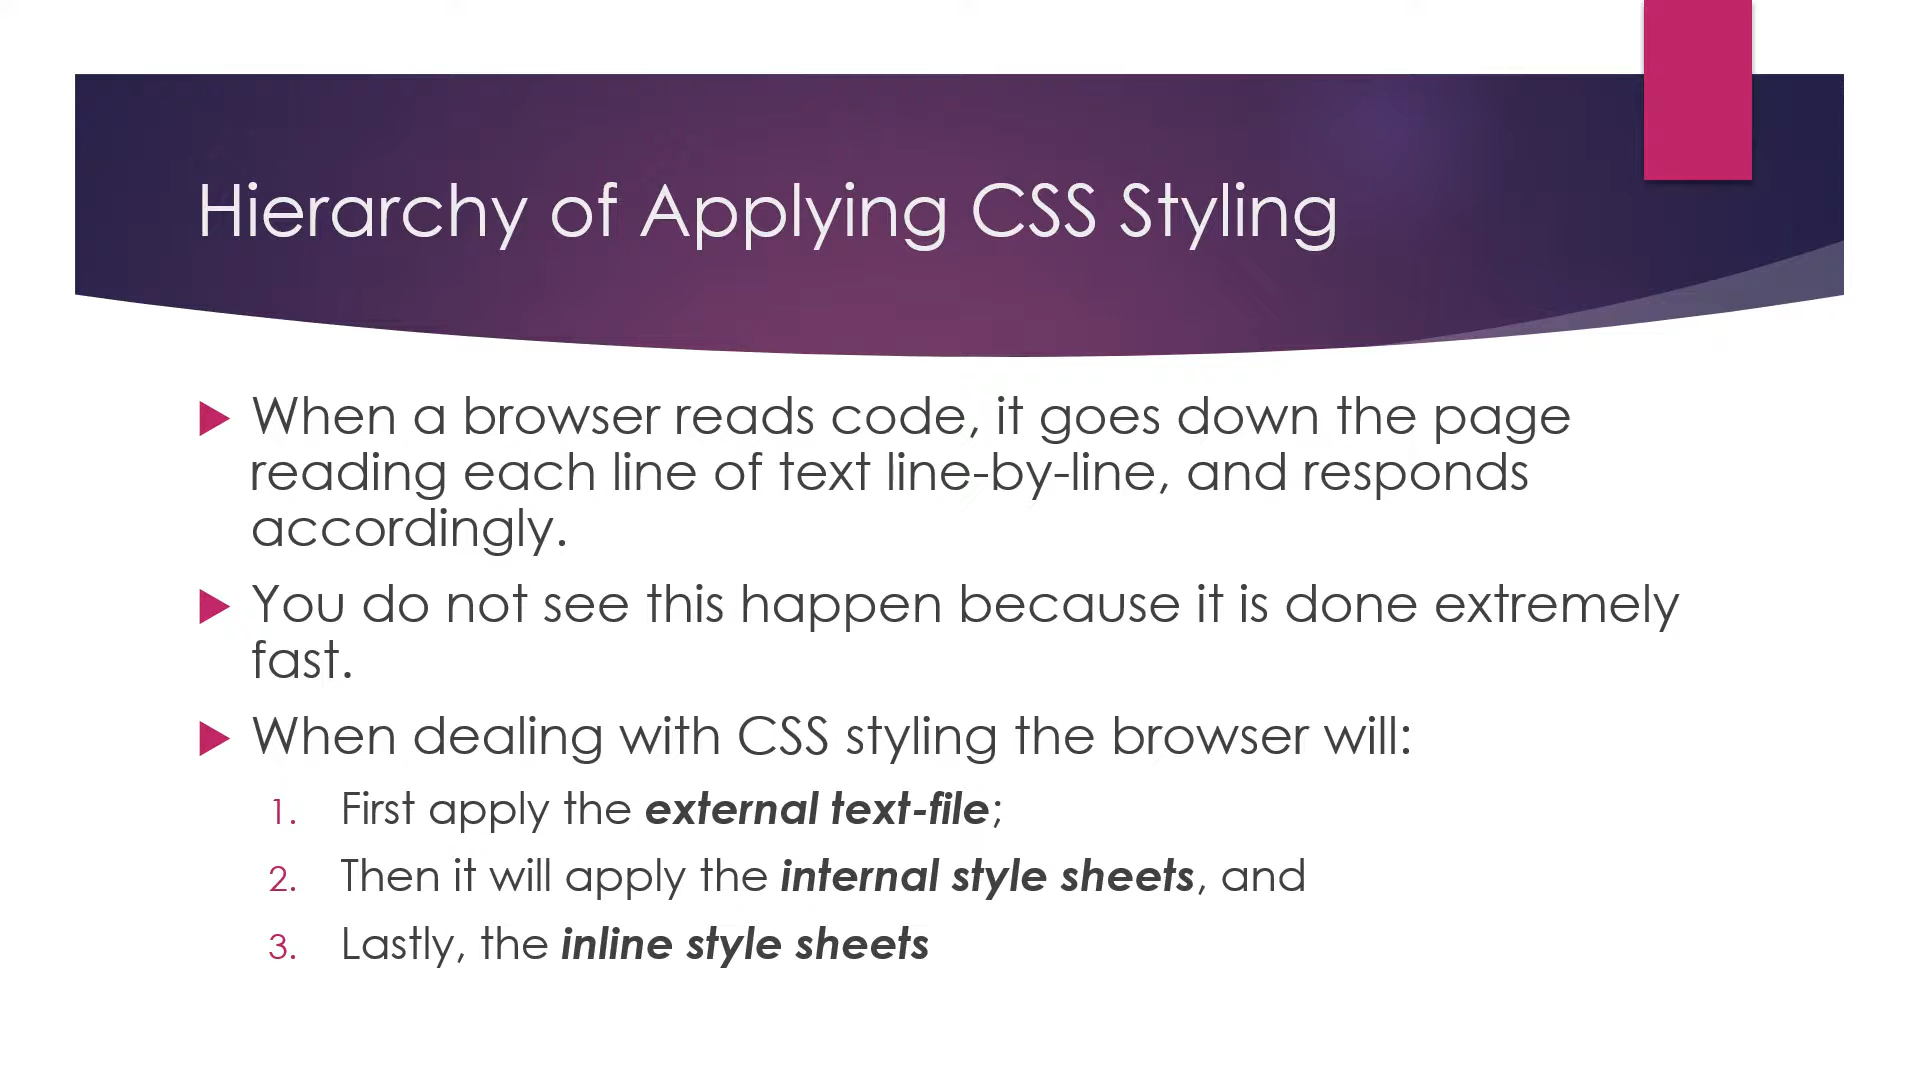 Hierarchy of Applying CSS Styling
When a browser reads code, it goes down the page
reading each line of text line-by-line, and responds
accordingly.
You do not see this happen because it is done extremely
fast.
When dealing with CSS styling the browser will:
1. First apply the external text-file;
2. Then it will apply the internal style sheets, and
3. Lastly, the inline style sheets